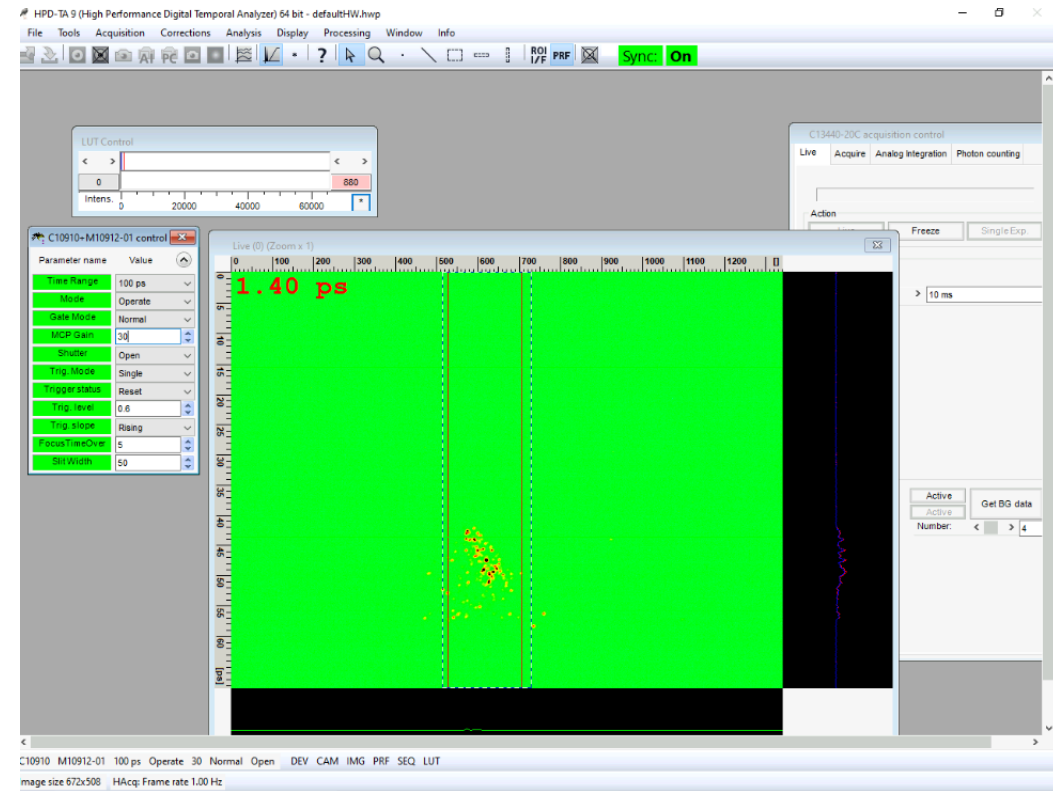 HPD-TA 9 (High Performance Digital Temporal Analyzer) 64 bit - defaultHW.hwp
File Tools Acquisition Corrections Analysis Display Processing Window Info
AI PC ? ROI I/F PRF Sync: On
LUT Control
< > < >
0 880
Intens. 0 20000 40000 60000 *
C13440-20C acquisition control
Live Acquire Analog Integration Photon counting
Action
Freeze Single Exp.
> 10 ms
Active Get BG data
Active
Number: < > 4
C10910+M10912-01 control
Parameter name Value
Time Range 100 ps
Mode Operate
Gate Mode Normal
MCP Gain 30
Shutter Open
Trig. Mode Single
Trigger status Reset
Trig. level 0.6
Trig. slope Rising
FocusTimeOver 5
Slit Width 50
Live (0) (Zoom x 1)
0 100 200 300 400 500 600 700 800 900 1000 1100 1200 []
1.40 ps
0
5
10
15
20
25
30
35
40
45
50
55
60
[ps]
C10910 M10912-01 100 ps Operate 30 Normal Open DEV CAM IMG PRF SEQ LUT
mage size 672x508 HAcq: Frame rate 1.00 Hz